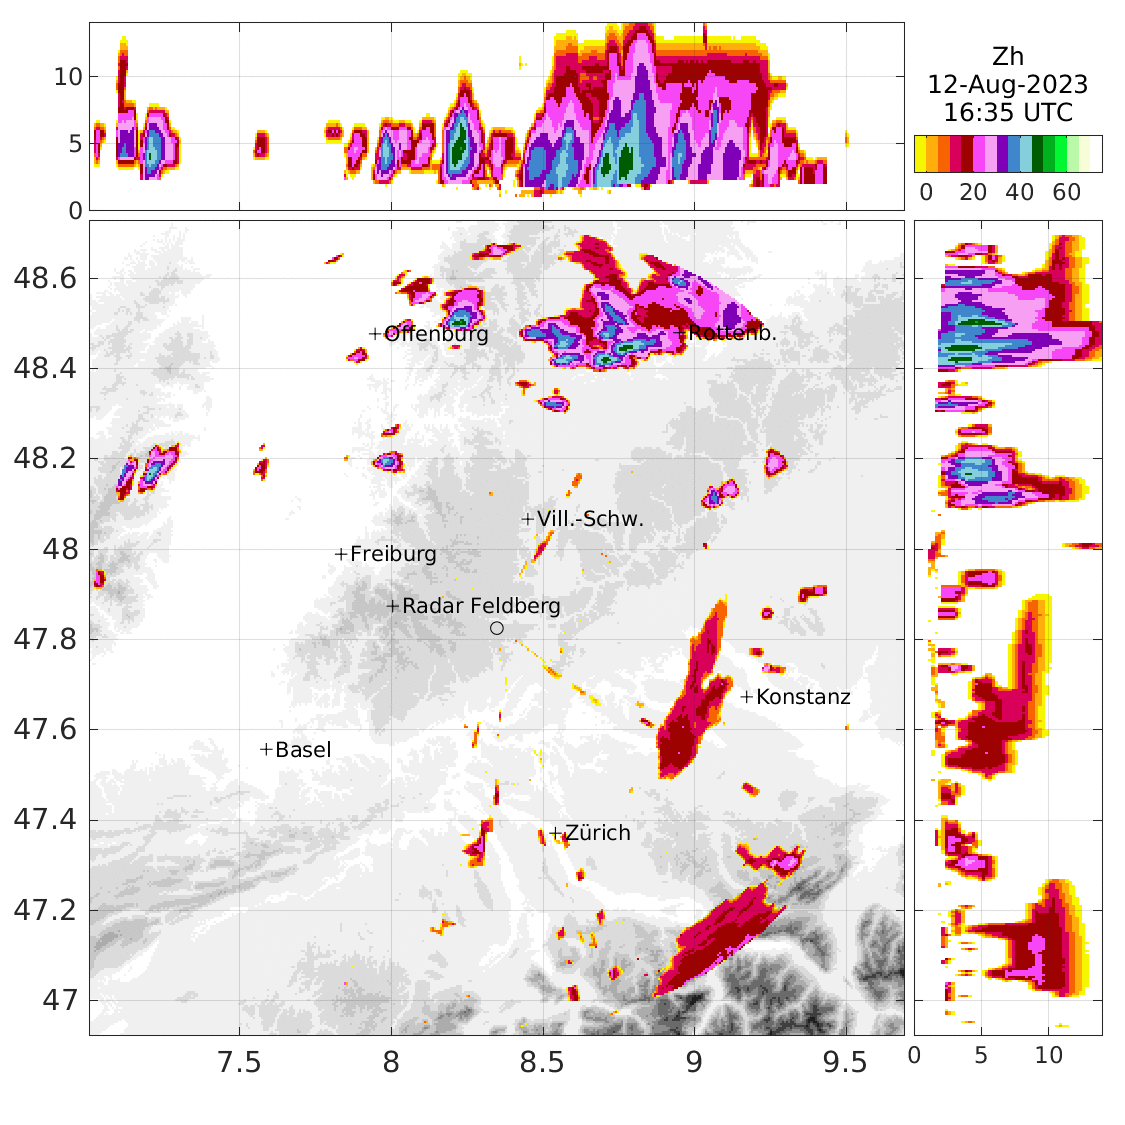 10
5
0
Zh
12-Aug-2023
16:35 UTC
0 20 40 60
48.6
48.4
48.2
48
47.8
47.6
47.4
47.2
47
Offenburg
Rottenb.
Vill.-Schw.
Freiburg
Radar Feldberg
Konstanz
Basel
Zürich
7.5 8 8.5 9 9.5
0 5 10